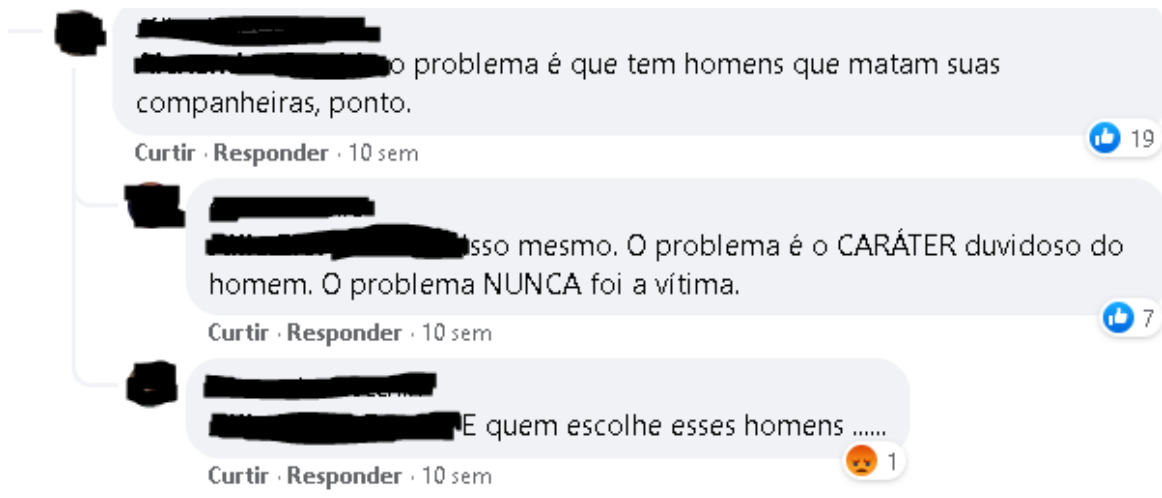 o problema é que tem homens que matam suas
companheiras, ponto.
19
Curtir · Responder · 10 sem
sso mesmo. O problema é o CARÁTER duvidoso do
homem. O problema NUNCA foi a vítima.
7
Curtir · Responder · 10 sem
E quem escolhe esses homens ......
1
Curtir · Responder · 10 sem